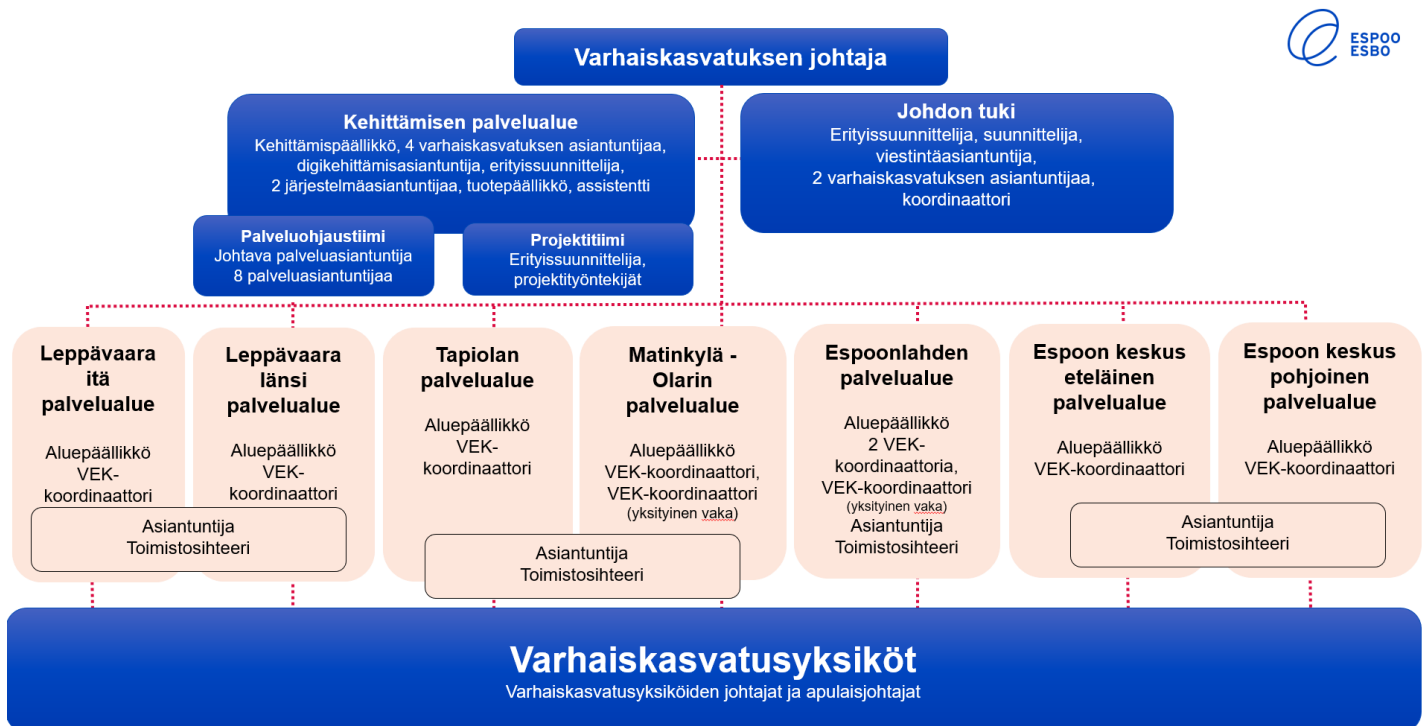 ESPOO
ESBO
Varhaiskasvatuksen johtaja
Kehittämisen palvelualue
Kehittämispäällikkö, 4 varhaiskasvatuksen asiantuntijaa,
digikehittämisasiantuntija, erityissuunnittelija,
2 järjestelmäasiantuntijaa, tuotepäällikkö, assistentti
Johdon tuki
Erityissuunnittelija, suunnittelija,
viestintäasiantuntija,
2 varhaiskasvatuksen asiantuntijaa,
koordinaattori
Palveluohjaustiimi
Johtava palveluasiantuntija
8 palveluasiantuntijaa
Projektitiimi
Erityissuunnittelija,
projektityöntekijät
Leppävaara
itä
palvelualue
Aluepäällikkö
VEK-
koordinaattori
Leppävaara
länsi
palvelualue
Aluepäällikkö
VEK-
koordinaattori
Asiantuntija
Toimistosihteeri
Tapiolan
palvelualue
Aluepäällikkö
VEK-
koordinaattori
Matinkylä -
Olarin
palvelualue
Aluepäällikkö
VEK-koordinaattori,
VEK-koordinaattori
(yksityinen vaka)
Asiantuntija
Toimistosihteeri
Espoonlahden
palvelualue
Aluepäällikkö
2 VEK-
koordinaattoria,
VEK-koordinaattori
(yksityinen vaka)
Asiantuntija
Toimistosihteeri
Espoon keskus
eteläinen
palvelualue
Aluepäällikkö
VEK-koordinaattori
Espoon keskus
pohjoinen
palvelualue
Aluepäällikkö
VEK-koordinaattori
Asiantuntija
Toimistosihteeri
Varhaiskasvatusyksiköt
Varhaiskasvatusyksiköiden johtajat ja apulaisjohtajat